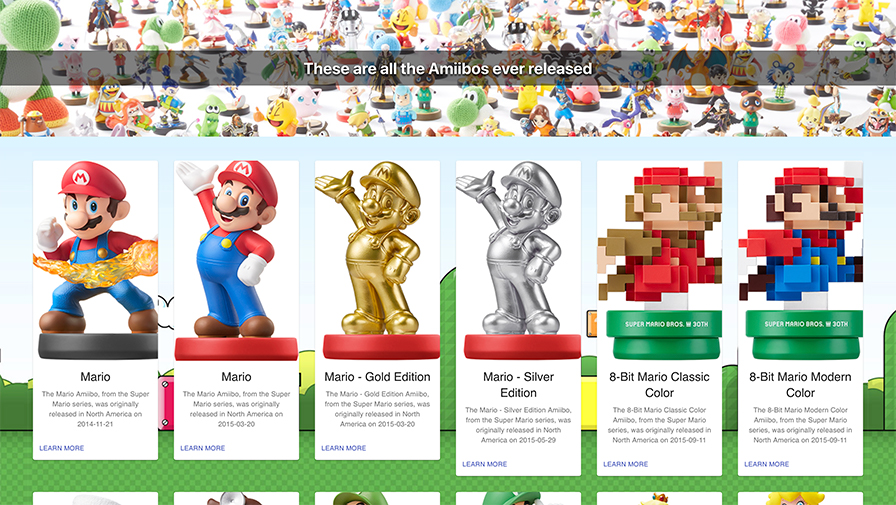 These are all the Amiibos ever released
SUPER MARIO BROS. 30TH
SUPER MARIO BROS. 30TH
Mario
The Mario Amiibo, from the Super
Mario series, was originally
released in North America on
2014-11-21
LEARN MORE
Mario
The Mario Amiibo, from the Super
Mario series, was originally
released in North America on
2015-03-20
LEARN MORE
Mario - Gold Edition
The Mario - Gold Edition Amiibo,
from the Super Mario series, was
originally released in North
America on 2015-03-20
LEARN MORE
Mario - Silver
Edition
The Mario - Silver Edition Amiibo,
from the Super Mario series, was
originally released in North
America on 2015-05-29
LEARN MORE
8-Bit Mario Classic
Color
The 8-Bit Mario Classic Color
Amiibo, from the Super Mario
series, was originally released in
North America on 2015-09-11
LEARN MORE
8-Bit Mario Modern
Color
The 8-Bit Mario Modern Color
Amiibo, from the Super Mario
series, was originally released in
North America on 2015-09-11
LEARN MORE